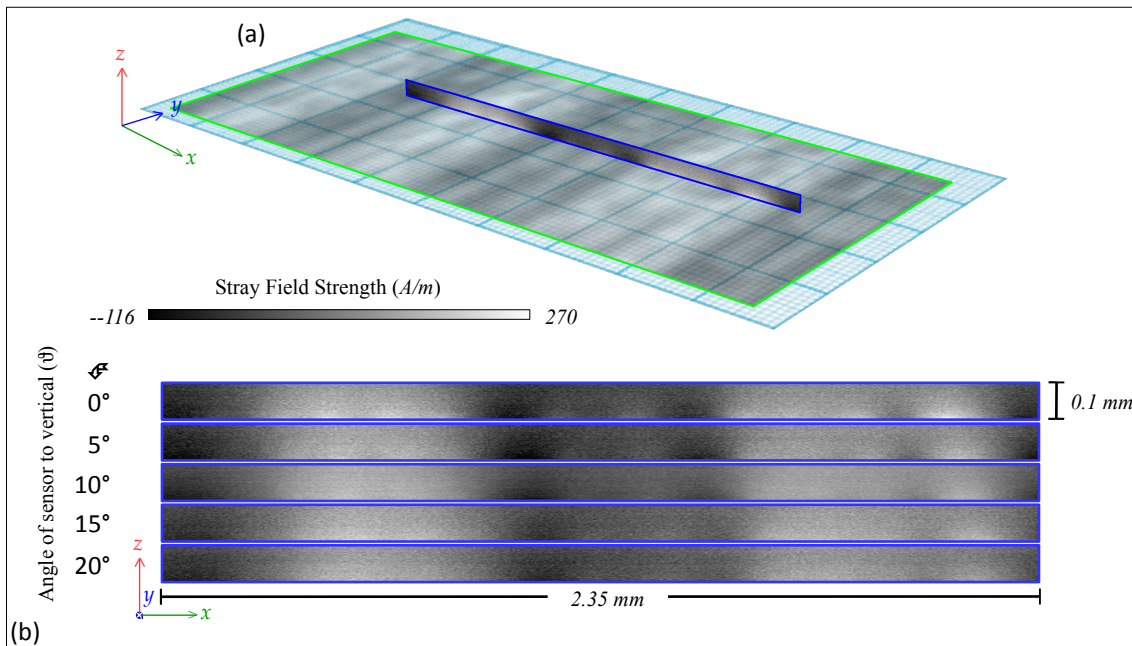 (a)
z
y
x
Stray Field Strength (A/m)
--116
270
Angle of sensor to vertical (ϑ)
0°
5°
10°
15°
20°
0.1 mm
z
y
x
2.35 mm
(b)